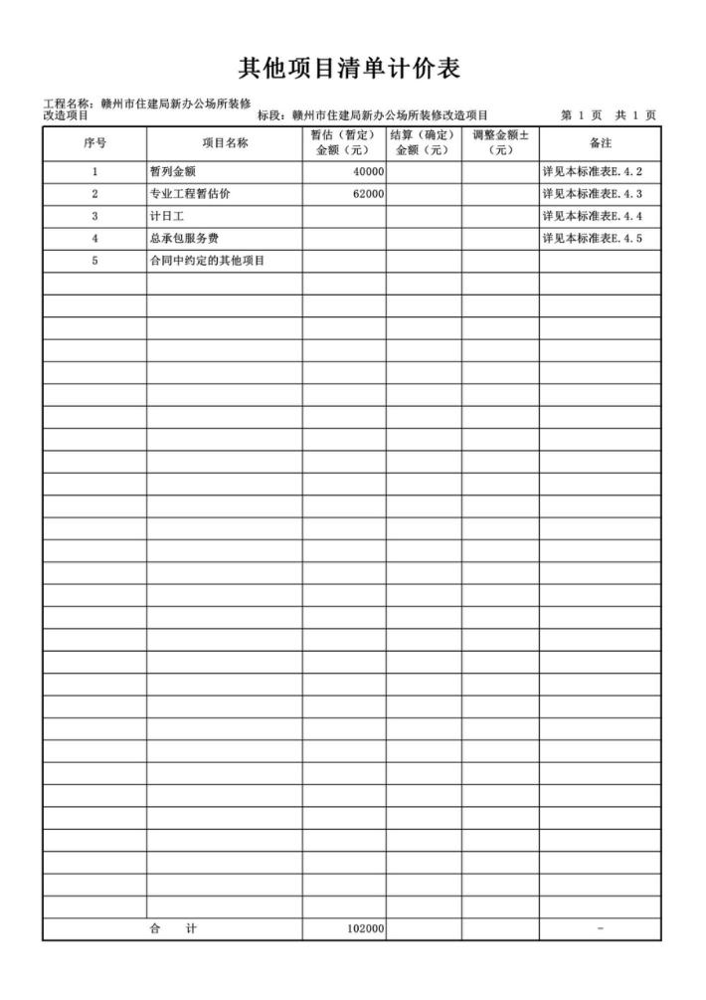 其他项目清单计价表
工程名称：赣州市住建局新办公场所装修
改造项目 标段：赣州市住建局新办公场所装修改造项目 第 1 页 共 1 页
序号 项目名称 暂估（暂定）金额（元） 结算（确定）金额（元） 调整金额±（元） 备注
1 暂列金额 40000 详见本标准表E.4.2
2 专业工程暂估价 62000 详见本标准表E.4.3
3 计日工 详见本标准表E.4.4
4 总承包服务费 详见本标准表E.4.5
5 合同中约定的其他项目
合 计 102000 -